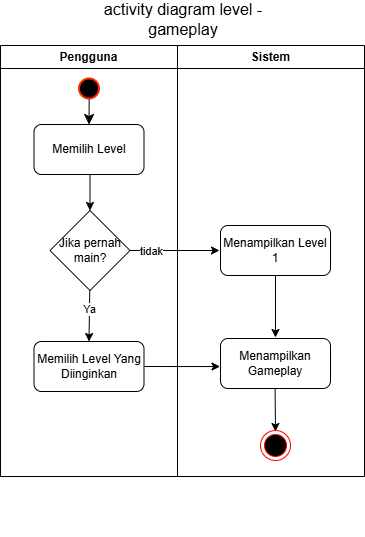 activity diagram level -
gameplay
Pengguna
Sistem
Memilih Level
Jika pernah
main?
tidak
Menampilkan Level
1
Ya
Memilih Level Yang
Diinginkan
Menampilkan
Gameplay